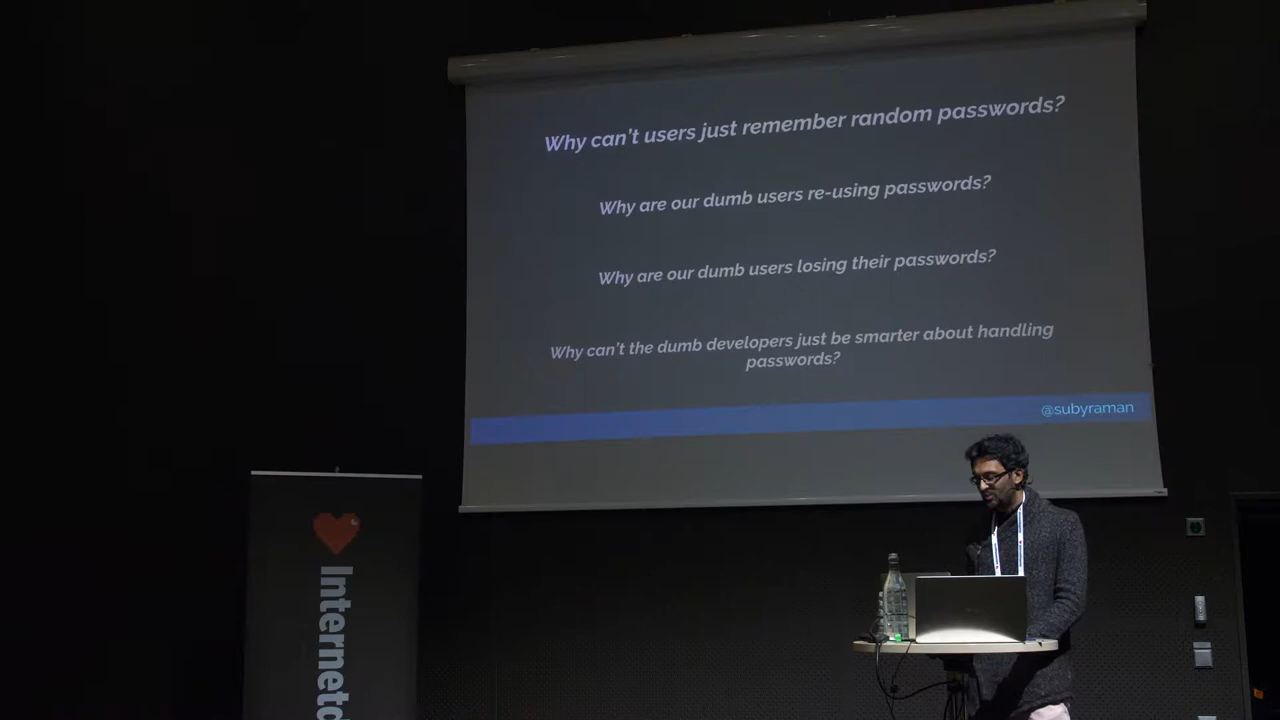 Why can't users just remember random passwords?
Why are our dumb users re-using passwords?
Why are our dumb users losing their passwords?
Why can't the dumb developers just be smarter about handling
passwords?
@subyraman